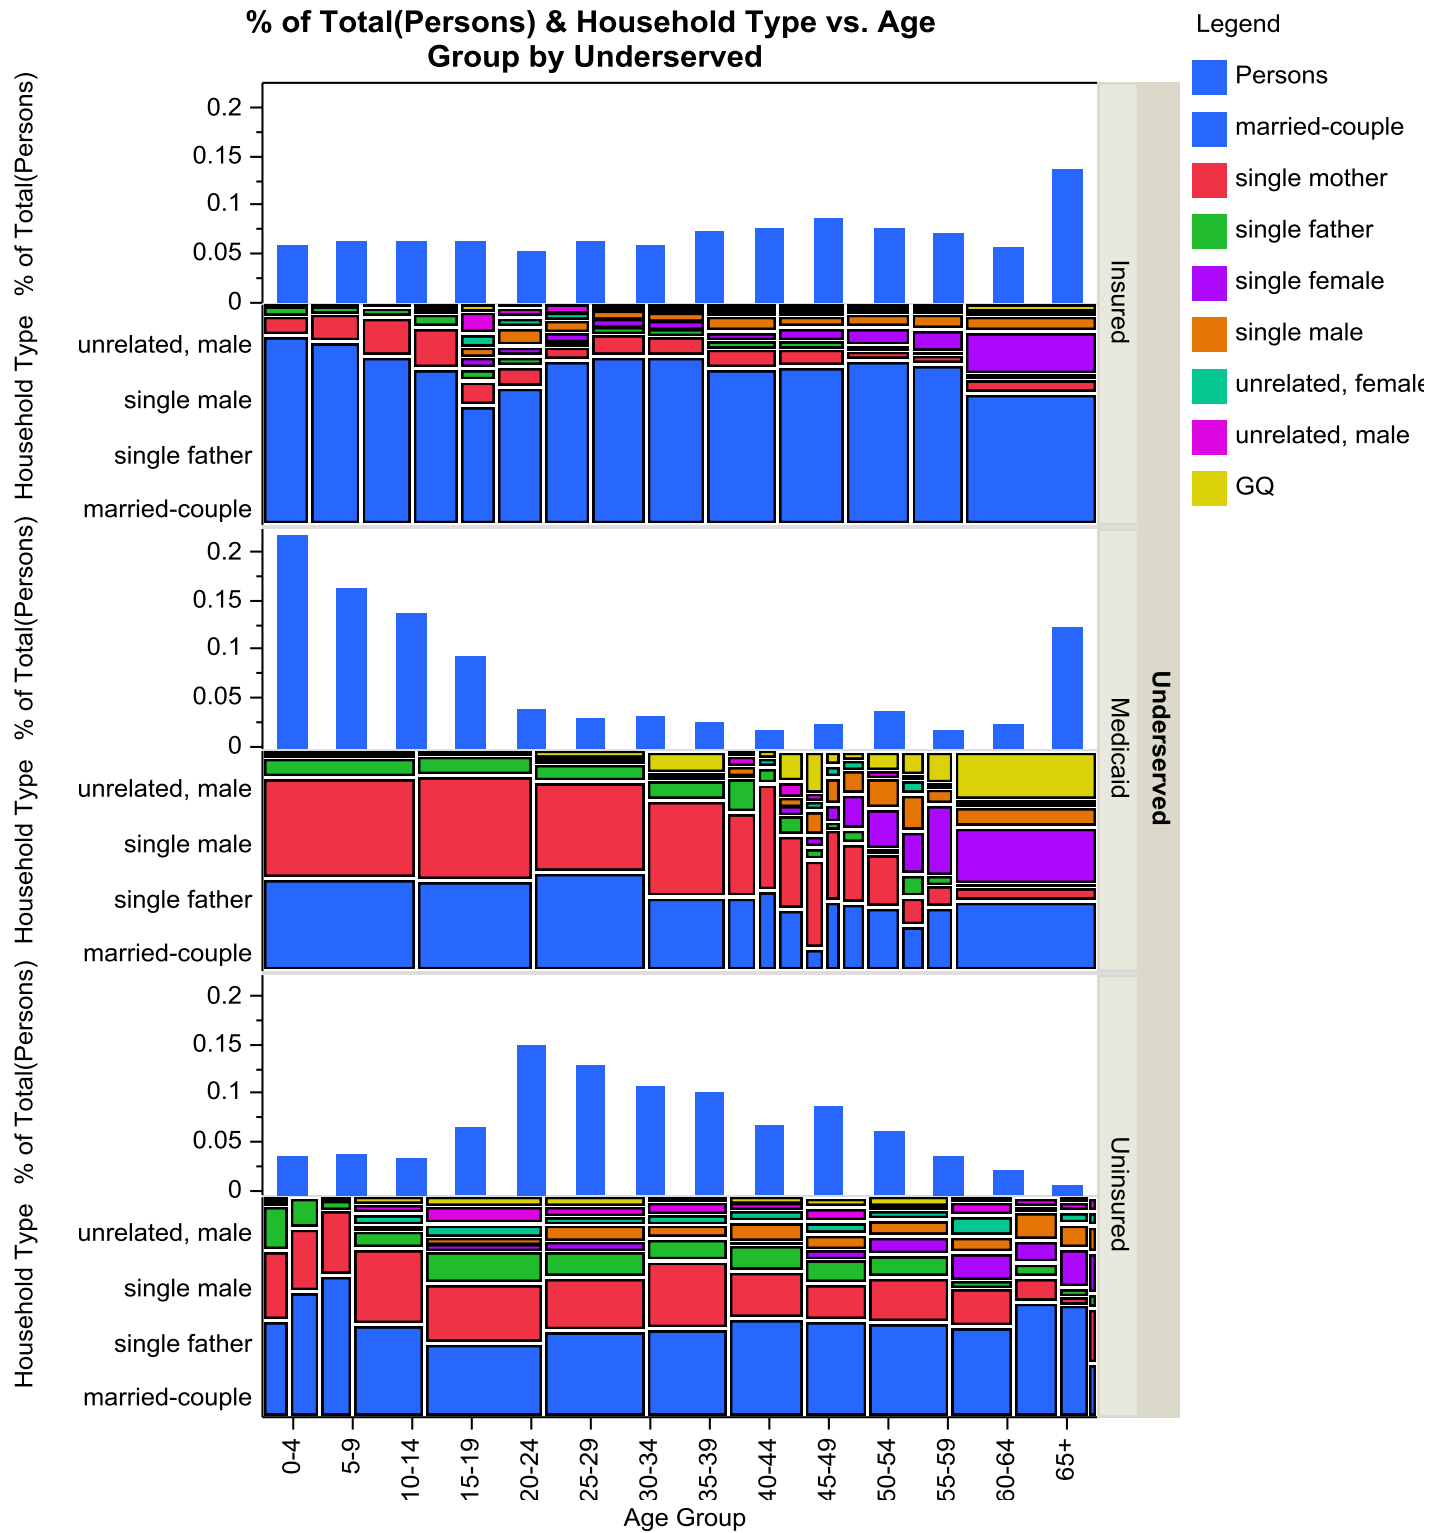 % of Total(Persons) & Household Type vs. Age
Group by Underserved
Legend
Persons
married-couple
single mother
single father
single female
single male
unrelated, female
unrelated, male
GQ
% of Total(Persons)
0.2
0.15
0.1
0.05
0
Household Type
unrelated, male
single male
single father
married-couple
Insured
% of Total(Persons)
0.2
0.15
0.1
0.05
0
Household Type
unrelated, male
single male
single father
married-couple
Medicaid
Underserved
% of Total(Persons)
0.2
0.15
0.1
0.05
0
Household Type
unrelated, male
single male
single father
married-couple
Uninsured
0-4
5-9
10-14
15-19
20-24
25-29
30-34
35-39
40-44
45-49
50-54
55-59
60-64
65+
Age Group